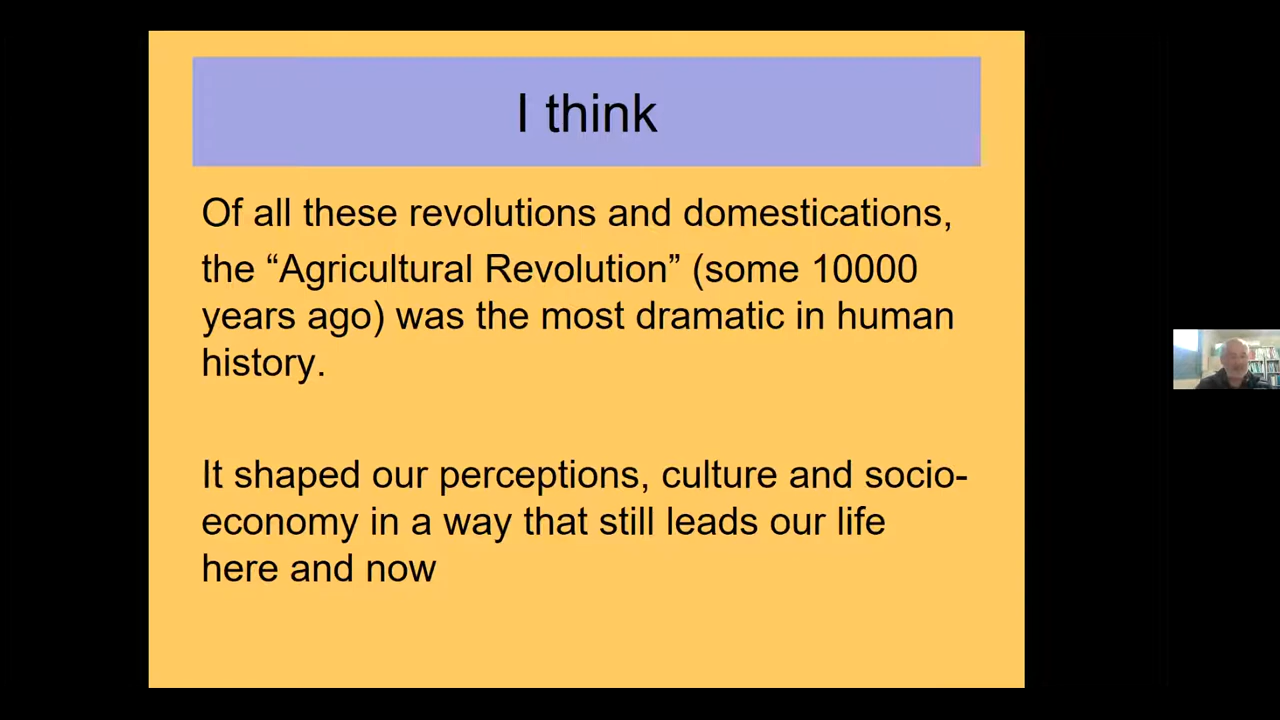 I think
Of all these revolutions and domestications,
the “Agricultural Revolution” (some 10000
years ago) was the most dramatic in human
history.
It shaped our perceptions, culture and socio-
economy in a way that still leads our life
here and now